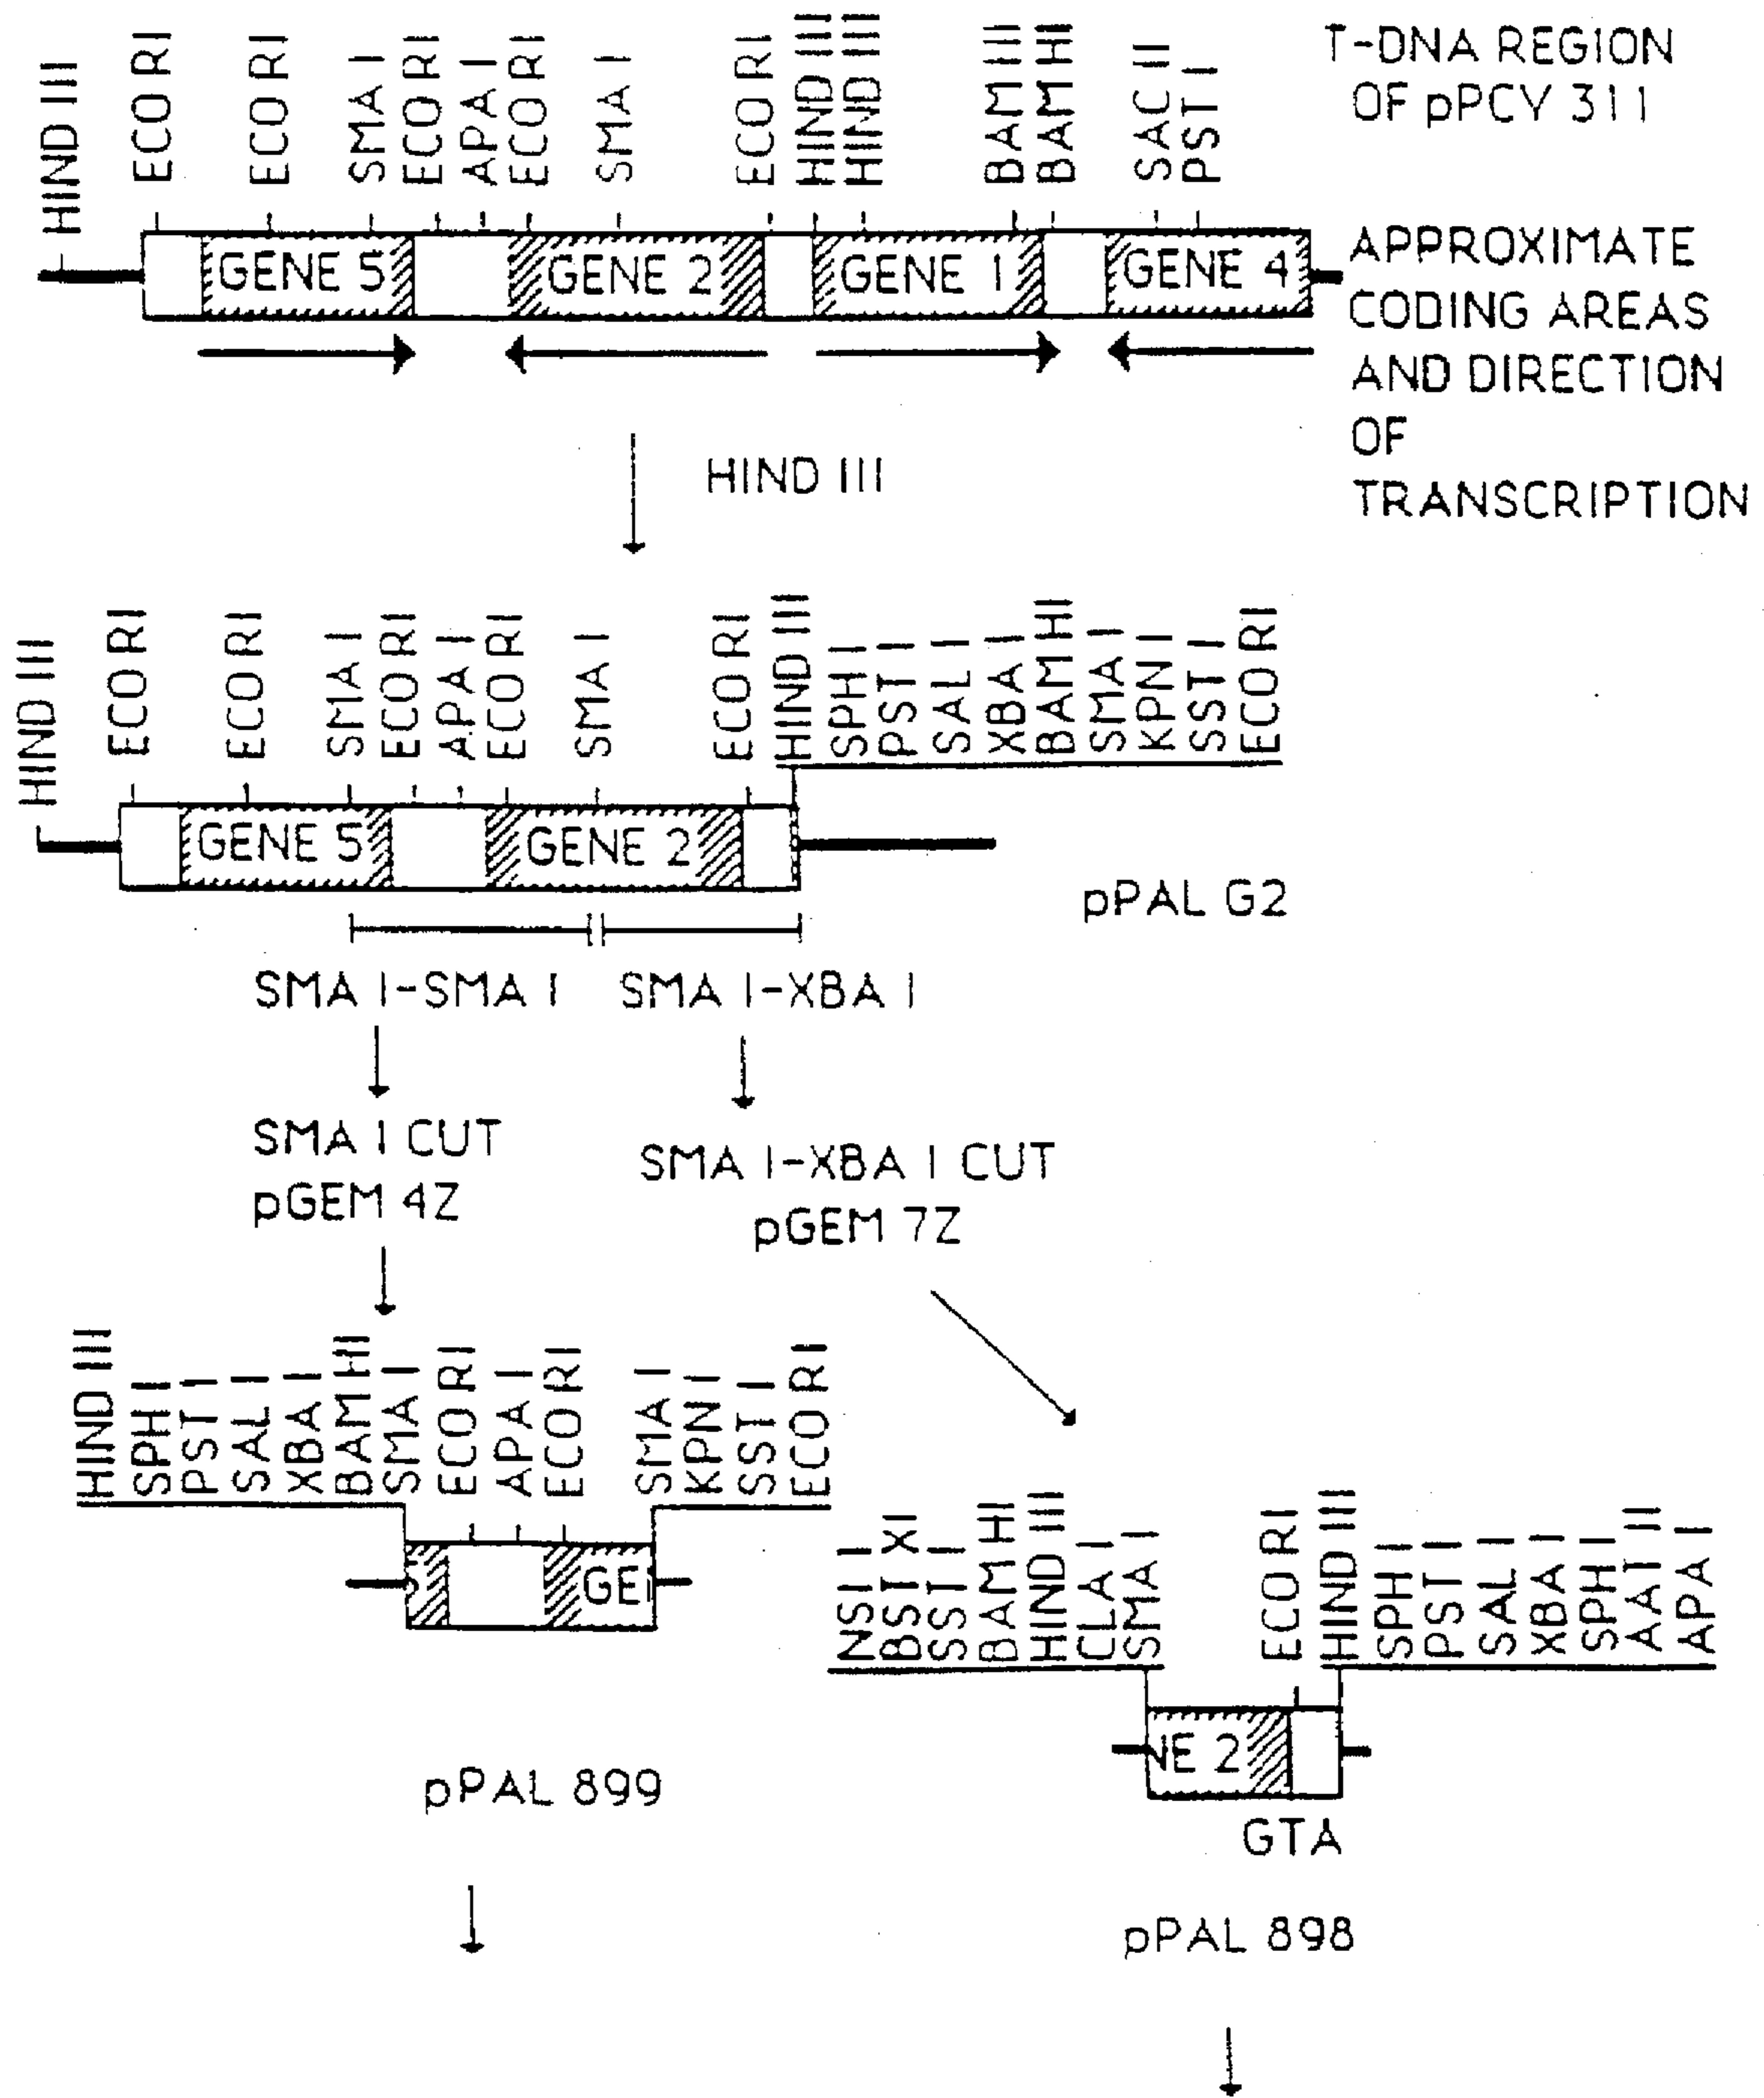 HIND III
ECO RI
ECO RI
SMA I
ECO RI
APA I
ECO RI
SMA I
ECO RI
HIND III
HIND III
BAM III
BAM HI
SAC II
PST I
T-DNA REGION
OF pPCY 311
GENE 5
GENE 2
GENE 1
GENE 4
APPROXIMATE
CODING AREAS
AND DIRECTION
OF
TRANSCRIPTION
HIND III
HIND III
ECO RI
ECO RI
SMA I
ECO RI
APA I
ECO RI
SMA I
ECO RI
HIND III
SPH I
PST I
SAL I
XBA I
BAM HI
SMA I
KPN I
SST I
ECO RI
GENE 5
GENE 2
pPAL G2
SMA I-SMA I
SMA I-XBA I
SMA I CUT
pGEM 4Z
SMA I-XBA I CUT
pGEM 7Z
HIND III
SPH I
PST I
SAL I
XBA I
BAM HI
SMA I
ECO RI
APA I
ECO RI
SMA I
KPN I
SST I
ECO RI
5
GEI
pPAL 899
NSI I
BST XI
SST I
BAM HI
HIND III
CLA I
SMA I
ECO RI
HIND III
SPH I
PST I
SAL I
XBA I
SPH I
AAT II
APA I
NE 2
GTA
pPAL 898